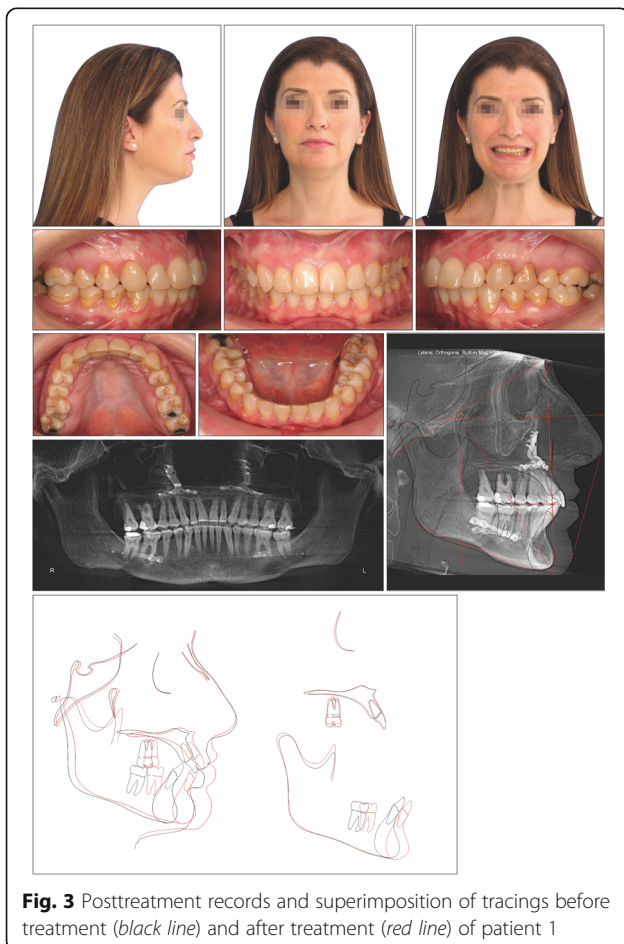 Lateral, Orthogonal, Built-in Mag
R
L
Fig. 3 Posttreatment records and superimposition of tracings before
treatment (black line) and after treatment (red line) of patient 1